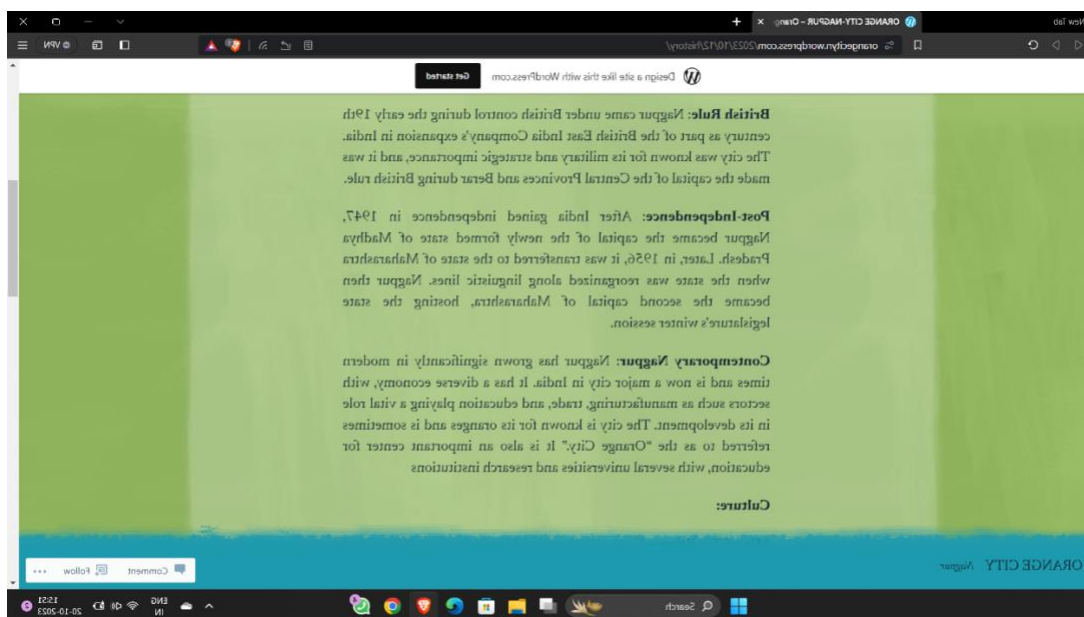 New Tab
ORANGE CITY-NAGPUR – Orang
orangecityn.wordpress.com/2023/10/12/history/
VPN
Design a site like this with WordPress.com
Get started
British Rule: Nagpur came under British control during the early 19th
century as part of the British East India Company's expansion in India.
The city was known for its military and strategic importance, and it was
made the capital of the Central Provinces and Berar during British rule.
Post-Independence: After India gained independence in 1947,
Nagpur became the capital of the newly formed state of Madhya
Pradesh. Later, in 1956, it was transferred to the state of Maharashtra
when the state was reorganized along linguistic lines. Nagpur then
became the second capital of Maharashtra, hosting the state
legislature's winter session.
Contemporary Nagpur: Nagpur has grown significantly in modern
times and is now a major city in India. It has a diverse economy, with
sectors such as manufacturing, trade, and education playing a vital role
in its development. The city is known for its oranges and is sometimes
referred to as the “Orange City.” It is also an important center for
education, with several universities and research institutions
Culture:
ORANGE CITY Nagpur
Comment Follow ...
Search
ENG
IN
12:51
20-10-2023